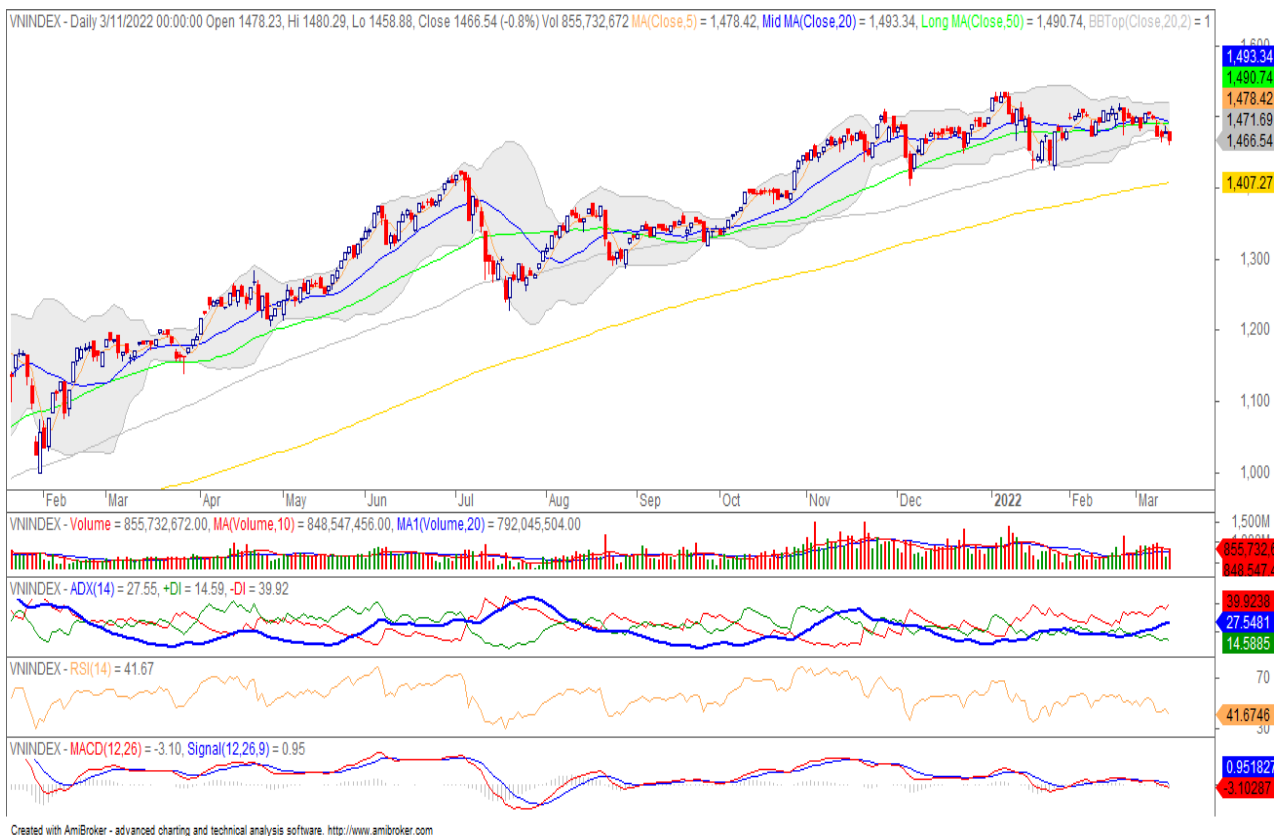 VNINDEX - Daily 3/11/2022 00:00:00 Open 1478.23, Hi 1480.29, Lo 1458.88, Close 1466.54 (-0.8%) Vol 855,732,672 MA(Close,5) = 1,478.42, Mid MA(Close,20) = 1,493.34, Long MA(Close,50) = 1,490.74, BBTop(Close,20,2) = 1
1,493.34
1,490.74
1,478.42
1,471.69
1,466.54
1,407.27
1,300
1,200
1,100
1,000
Feb Mar Apr May Jun Jul Aug Sep Oct Nov Dec 2022 Feb Mar
VNINDEX - Volume = 855,732,672.00, MA(Volume,10) = 848,547,456.00, MA1(Volume,20) = 792,045,504.00
1,500M
855,732,6
848,547,4
VNINDEX - ADX(14) = 27.55, +DI = 14.59, -DI = 39.92
39.9238
27.5481
14.5885
VNINDEX - RSI(14) = 41.67
70
41.6746
30
VNINDEX - MACD(12,26) = -3.10, Signal(12,26,9) = 0.95
0.951827
-3.10287
Created with AmiBroker - advanced charting and technical analysis software. http://www.amibroker.com